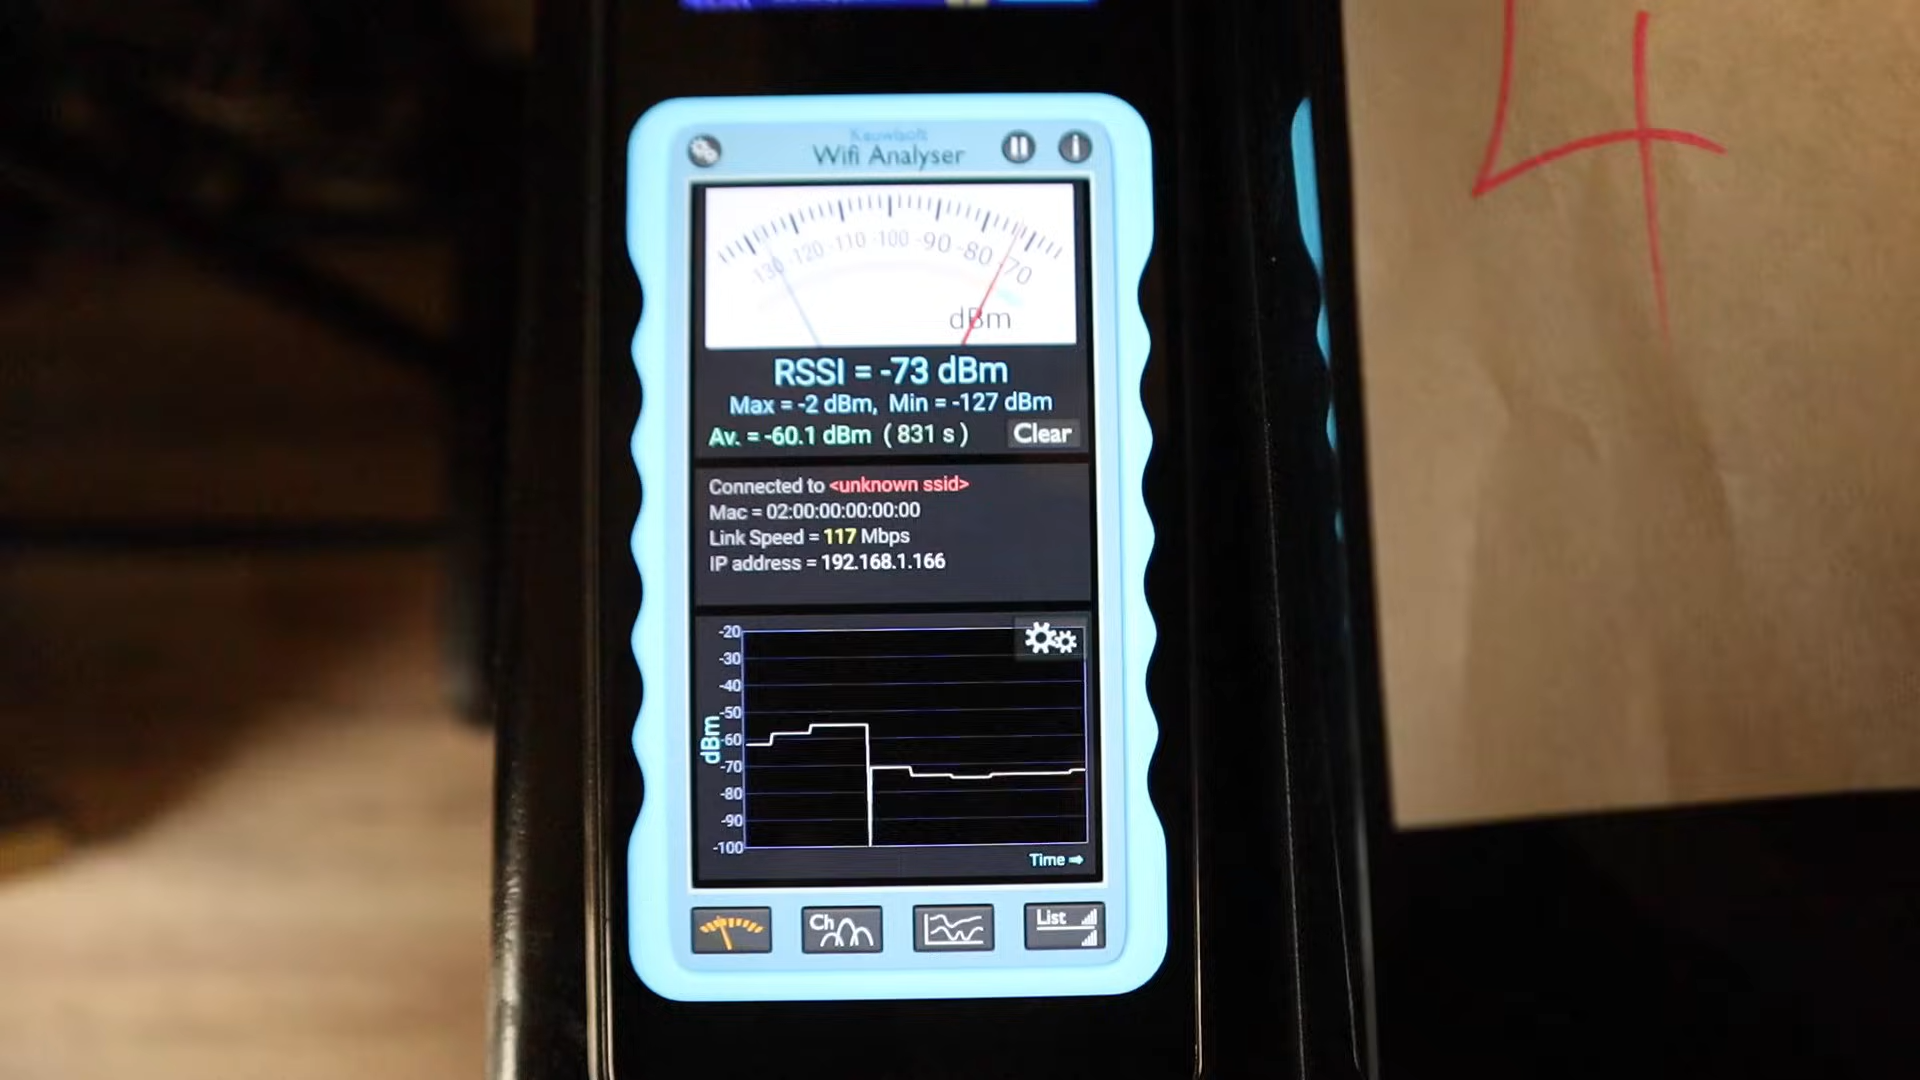 Keuwlsoft
Wifi Analyser
4
-130 -120 -110 -100 -90 -80 -70
dBm
RSSI = -73 dBm
Max = -2 dBm, Min = -127 dBm
Av. = -60.1 dBm ( 831 s )
Clear
Connected to <unknown ssid>
Mac = 02:00:00:00:00:00
Link Speed = 117 Mbps
IP address = 192.168.1.166
-20
-30
-40
-50
-60
-70
-80
-90
-100
dBm
Time
Ch
List